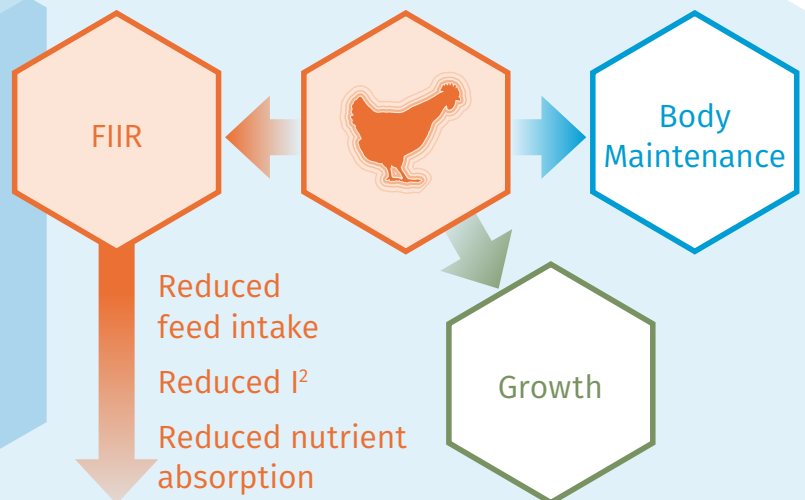 FIIR
Body
Maintenance
Reduced
feed intake
Reduced I²
Reduced nutrient
absorption
Growth